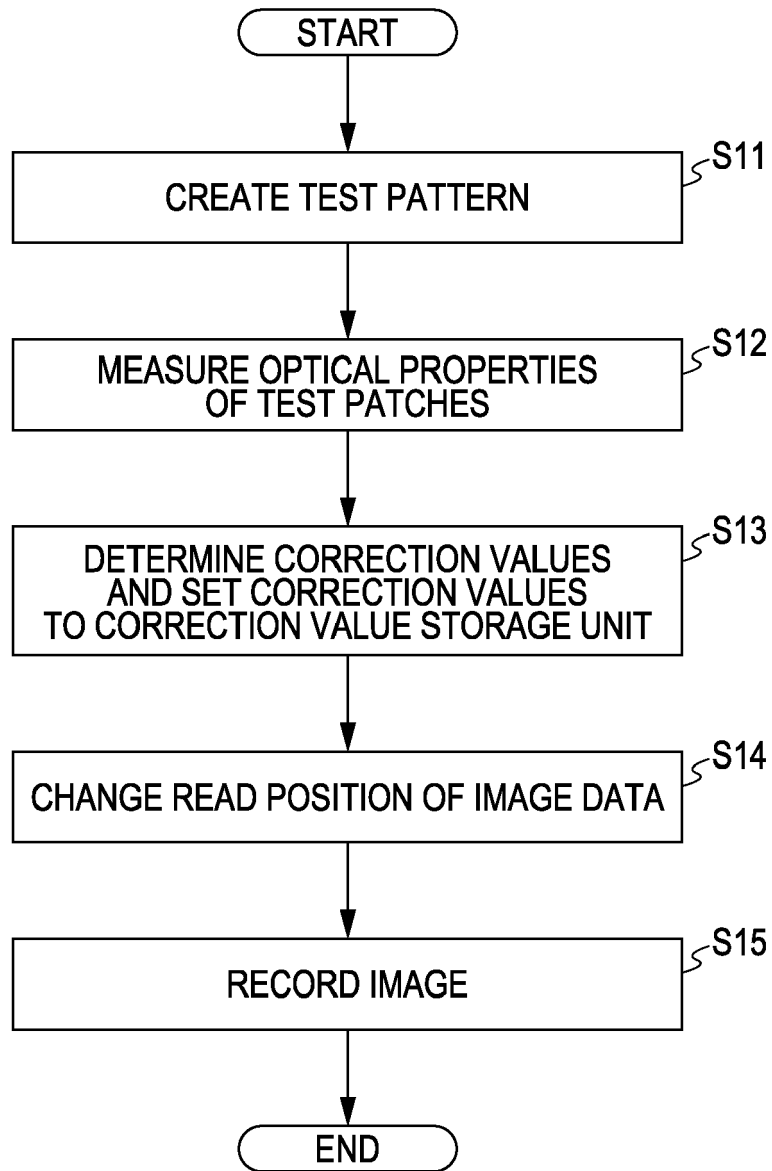 START
S11
CREATE TEST PATTERN
S12
MEASURE OPTICAL PROPERTIES
OF TEST PATCHES
S13
DETERMINE CORRECTION VALUES
AND SET CORRECTION VALUES
TO CORRECTION VALUE STORAGE UNIT
S14
CHANGE READ POSITION OF IMAGE DATA
S15
RECORD IMAGE
END